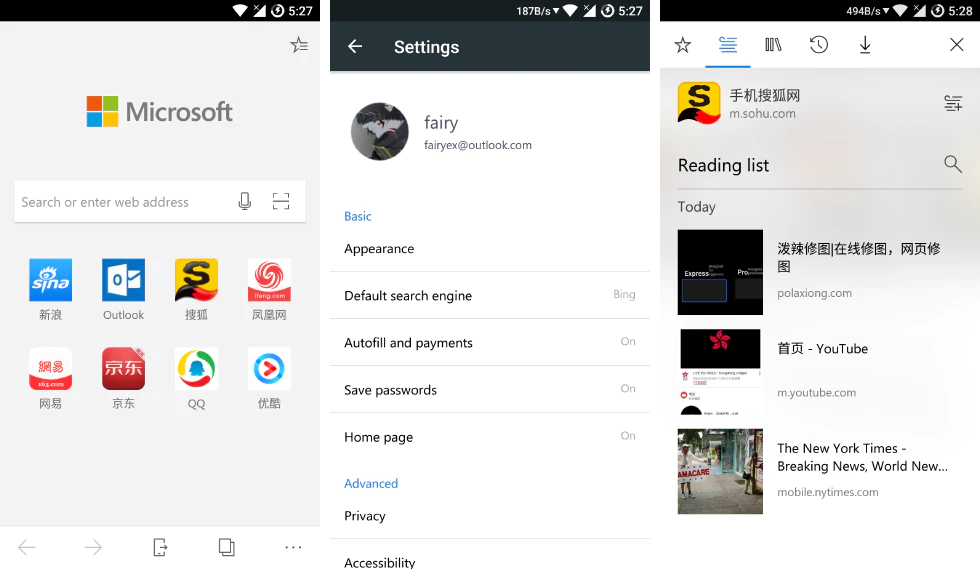 5:27
Microsoft
Search or enter web address
sina
新浪
Outlook
搜狐
ifeng.com
凤凰网
網易
163.com
网易
京东
京东
QQ
优酷
187B/s
5:27
Settings
fairy
fairyex@outlook.com
Basic
Appearance
Default search engine
Bing
Autofill and payments
On
Save passwords
On
Home page
On
Advanced
Privacy
Accessibility
494B/s
5:28
手机搜狐网
m.sohu.com
Reading list
Today
Express
Pro
泼辣修图|在线修图，网页修
图
polaxiong.com
首页 - YouTube
m.youtube.com
AMACARE
The New York Times -
Breaking News, World New...
mobile.nytimes.com